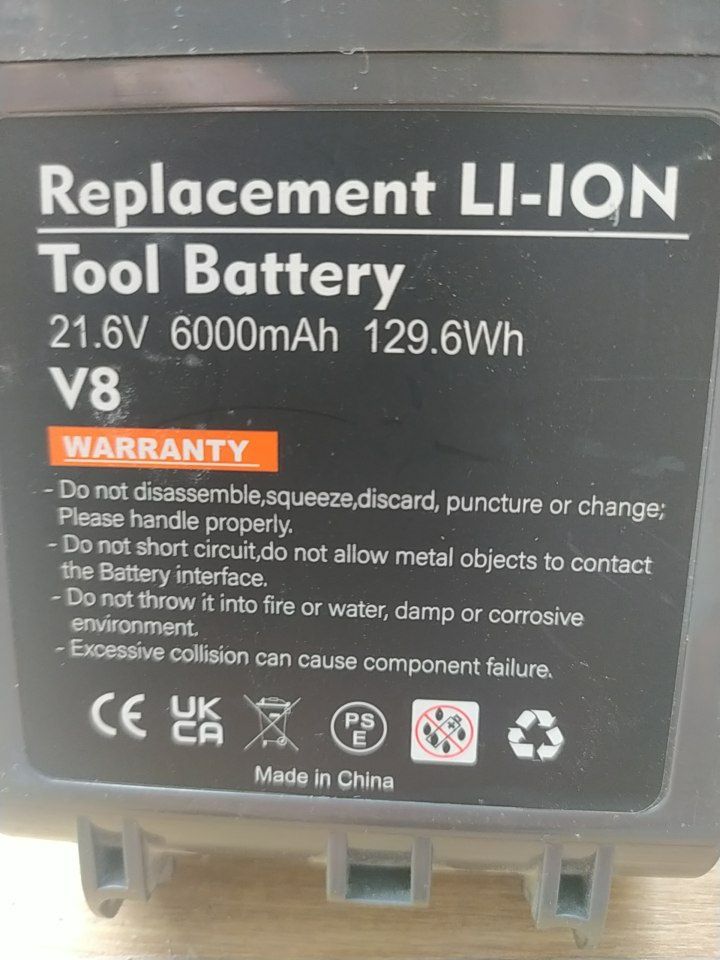 Replacement LI-ION
Tool Battery
21.6V 6000mAh 129.6Wh
V8
WARRANTY
- Do not disassemble,squeeze,discard, puncture or change;
Please handle properly.
- Do not short circuit,do not allow metal objects to contact
the Battery interface.
- Do not throw it into fire or water, damp or corrosive
environment.
- Excessive collision can cause component failure.
CE UK CA PS E
Made in China